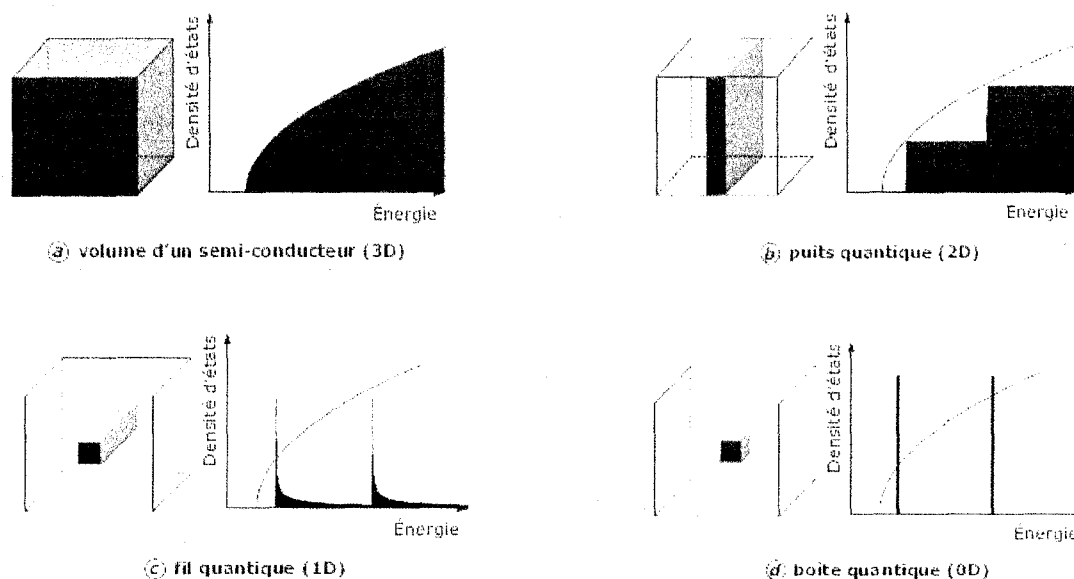 Densité d'états
Énergie
a volume d'un semi-conducteur (3D)
Densité d'états
Énergie
b puits quantique (2D)
Densité d'états
Énergie
c fil quantique (1D)
Densité d'états
Énergie
d boite quantique (0D)